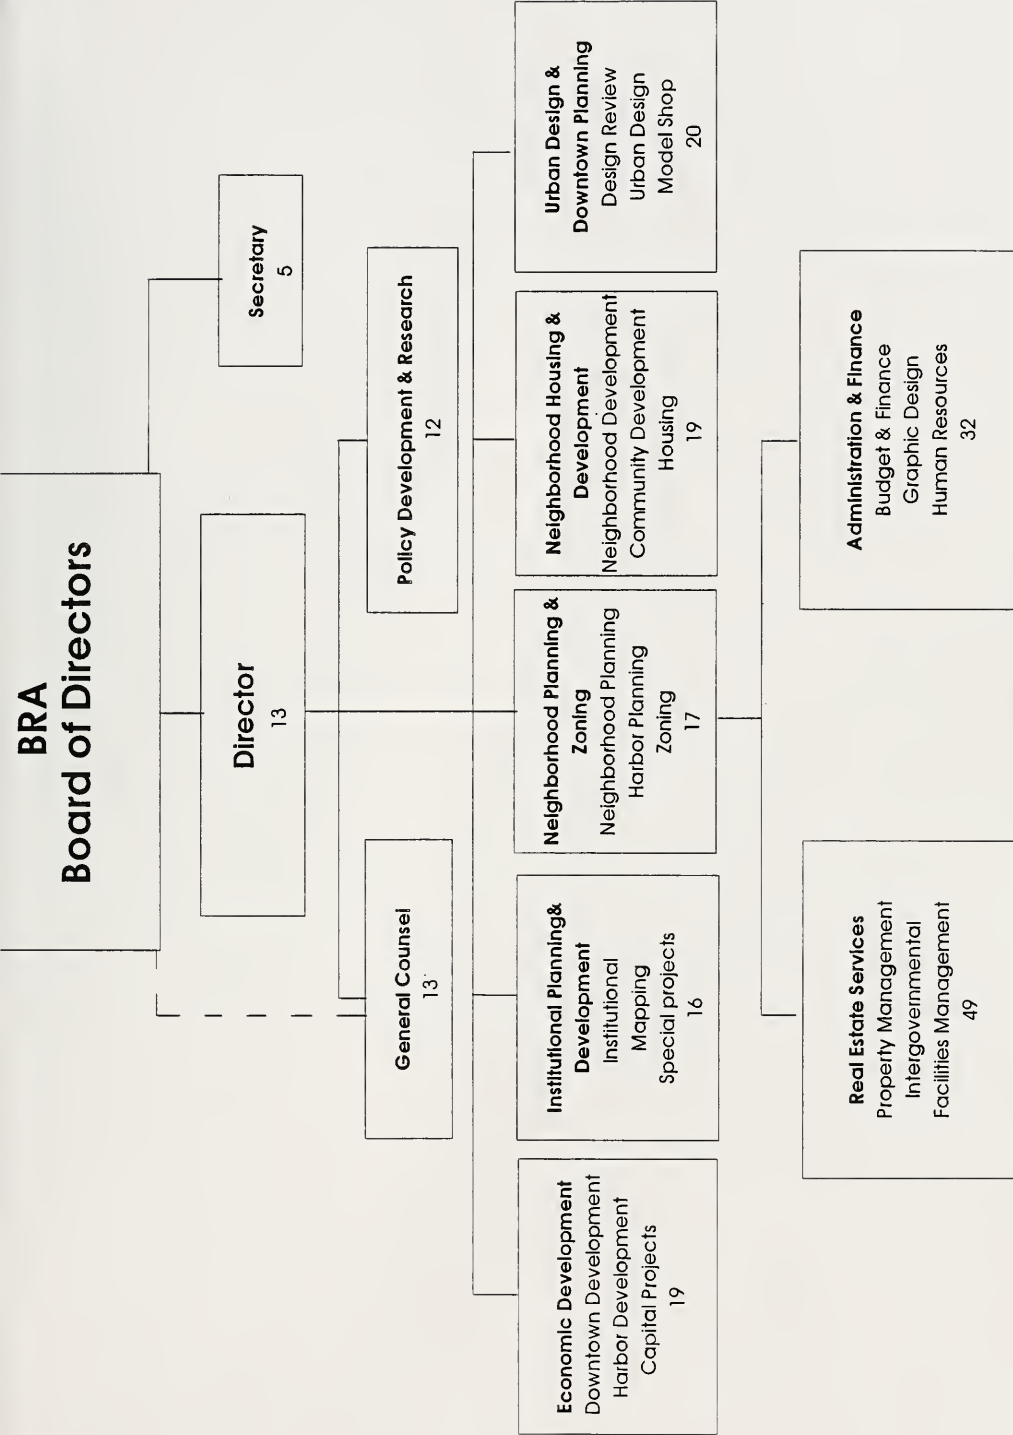 BRA
Board of Directors
Secretary
5
Director
13
General Counsel
13
Policy Development & Research
12
Economic Development
Downtown Development
Harbor Development
Capital Projects
19
Institutional Planning&
Development
Institutional
Mapping
Special projects
16
Neighborhood Planning &
Zoning
Neighborhood Planning
Harbor Planning
Zoning
17
Neighborhood Housing &
Development
Neighborhood Development
Community Development
Housing
19
Urban Design &
Downtown Planning
Design Review
Urban Design
Model Shop
20
Real Estate Services
Property Management
Intergovernmental
Facilities Management
49
Administration & Finance
Budget & Finance
Graphic Design
Human Resources
32